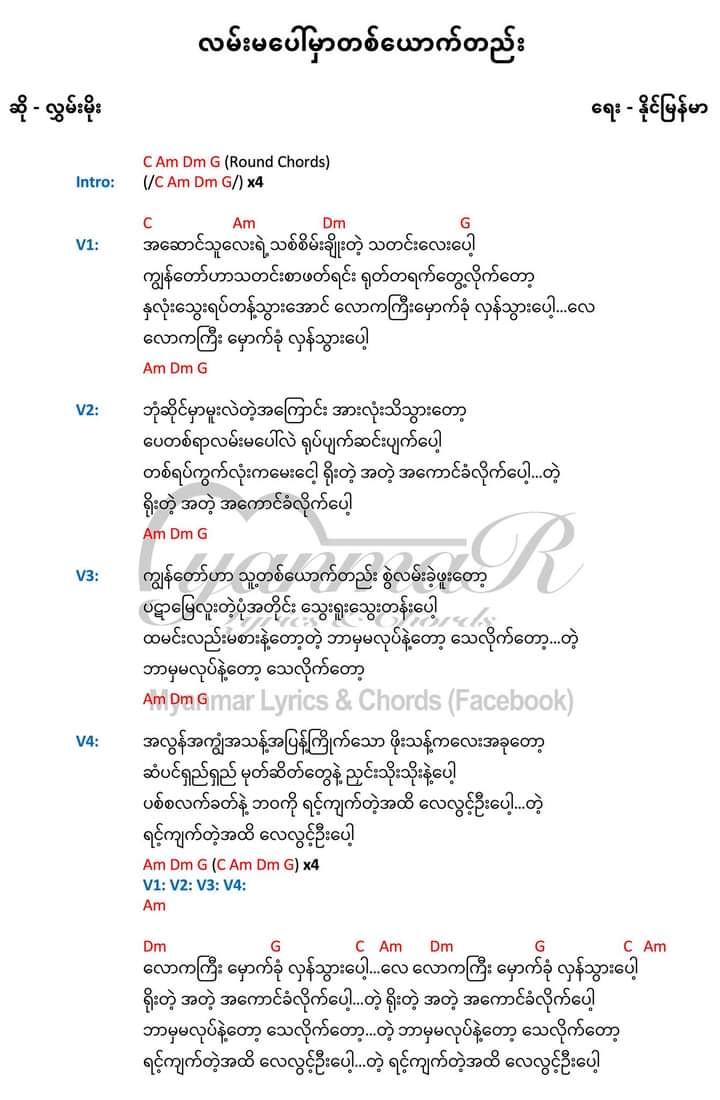 လမ်းမပေါ်မှာတစ်ယောက်တည်း
ဆို - လွှမ်းမိုး
ရေး - နိုင်မြန်မာ
C Am Dm G (Round Chords)
Intro: (/C Am Dm G/) x4
C Am Dm G
V1: အဆောင်သူလေးရဲ့ သစ်စိမ်းချိုးတဲ့ သတင်းလေးပေါ့
ကျွန်တော်ဟာသတင်းစာဖတ်ရင်း ရုတ်တရက်တွေ့လိုက်တော့
နှလုံးသွေးရပ်တန့်သွားအောင် လောကကြီးမှောက်ခုံ လှန်သွားပေါ့...လေ
လောကကြီး မှောက်ခုံ လှန်သွားပေါ့
Am Dm G
V2: ဘုံဆိုင်မှာမူးလဲတဲ့အကြောင်း အားလုံးသိသွားတော့
ပေတစ်ရာလမ်းမပေါ်လဲ ရုပ်ပျက်ဆင်းပျက်ပေါ့
တစ်ရပ်ကွက်လုံးကမေးငေါ့ ရိုးတဲ့ အတဲ့ အကောင်ခံလိုက်ပေါ့...တဲ့
ရိုးတဲ့ အတဲ့ အကောင်ခံလိုက်ပေါ့
Am Dm G
V3: ကျွန်တော်ဟာ သူ့တစ်ယောက်တည်း စွဲလမ်းခဲ့ဖူးတော့
ပဋာမြေလူးတဲ့ပုံအတိုင်း သွေးရူးသွေးတန်းပေါ့
ထမင်းလည်းမစားနဲ့တော့တဲ့ ဘာမှမလုပ်နဲ့တော့ သေလိုက်တော့...တဲ့
ဘာမှမလုပ်နဲ့တော့ သေလိုက်တော့
Am Dm G
V4: အလွန်အကျွံအသန့်အပြန့်ကြိုက်သော ဖိုးသန့်ကလေးအခုတော့
ဆံပင်ရှည်ရှည် မုတ်ဆိတ်တွေနဲ့ ညှင်းသိုးသိုးနဲ့ပေါ့
ပစ်စလက်ခတ်နဲ့ ဘဝကို ရင့်ကျက်တဲ့အထိ လေလွင့်ဦးပေါ့...တဲ့
ရင့်ကျက်တဲ့အထိ လေလွင့်ဦးပေါ့
Am Dm G (C Am Dm G) x4
V1: V2: V3: V4:
Am
Dm G C Am Dm G C Am
လောကကြီး မှောက်ခုံ လှန်သွားပေါ့...လေ လောကကြီး မှောက်ခုံ လှန်သွားပေါ့
ရိုးတဲ့ အတဲ့ အကောင်ခံလိုက်ပေါ့...တဲ့ ရိုးတဲ့ အတဲ့ အကောင်ခံလိုက်ပေါ့
ဘာမှမလုပ်နဲ့တော့ သေလိုက်တော့...တဲ့ ဘာမှမလုပ်နဲ့တော့ သေလိုက်တော့
ရင့်ကျက်တဲ့အထိ လေလွင့်ဦးပေါ့...တဲ့ ရင့်ကျက်တဲ့အထိ လေလွင့်ဦးပေါ့
myanmaR
Lyrics & Chords
Myanmar Lyrics & Chords (Facebook)